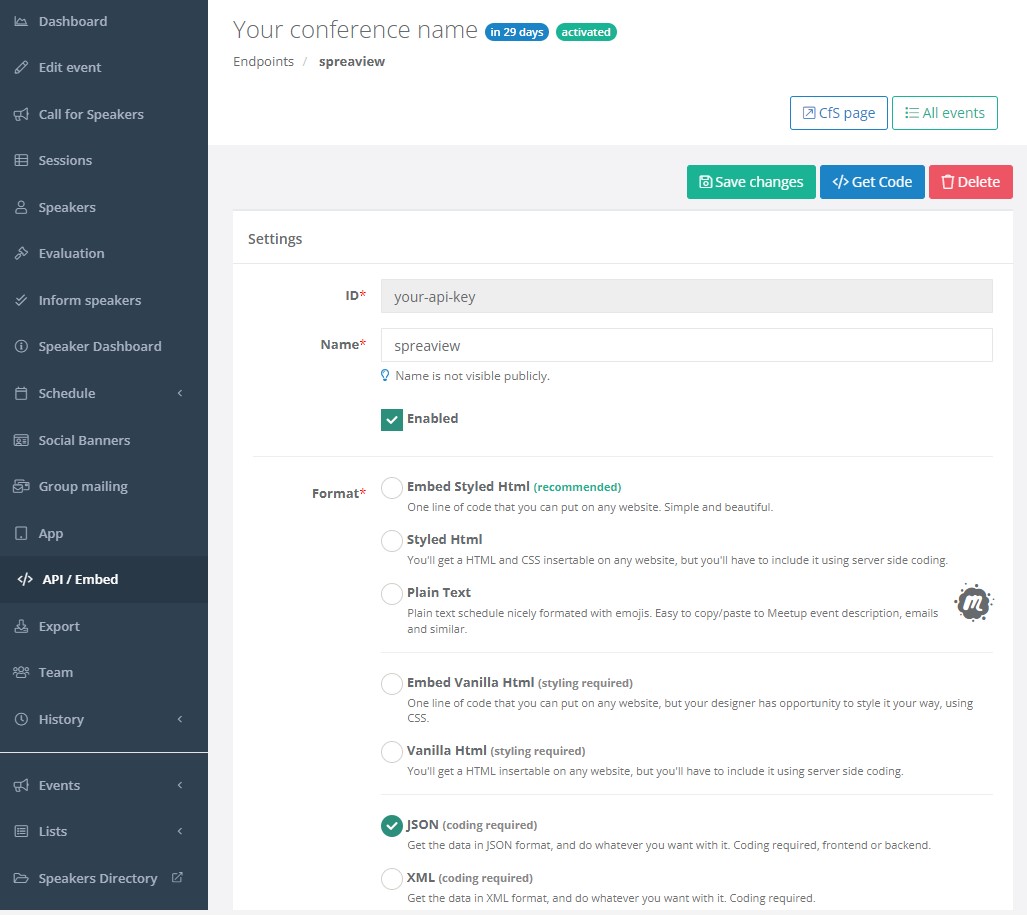 Dashboard
Edit event
Call for Speakers
Sessions
Speakers
Evaluation
Inform speakers
Speaker Dashboard
Schedule
Social Banners
Group mailing
App
API / Embed
Export
Team
History
Events
Lists
Speakers Directory
Your conference name in 29 days activated
Endpoints / spreaview
CfS page All events
Save changes </> Get Code Delete
Settings
ID* your-api-key
Name* spreaview
Name is not visible publicly.
Enabled
Format* Embed Styled Html (recommended)
One line of code that you can put on any website. Simple and beautiful.
Styled Html
You'll get a HTML and CSS insertable on any website, but you'll have to include it using server side coding.
Plain Text
Plain text schedule nicely formated with emojis. Easy to copy/paste to Meetup event description, emails
and similar.
m
Embed Vanilla Html (styling required)
One line of code that you can put on any website, but your designer has opportunity to style it your way, using
CSS.
Vanilla Html (styling required)
You'll get a HTML insertable on any website, but you'll have to include it using server side coding.
JSON (coding required)
Get the data in JSON format, and do whatever you want with it. Coding required, frontend or backend.
XML (coding required)
Get the data in XML format, and do whatever you want with it. Coding required.